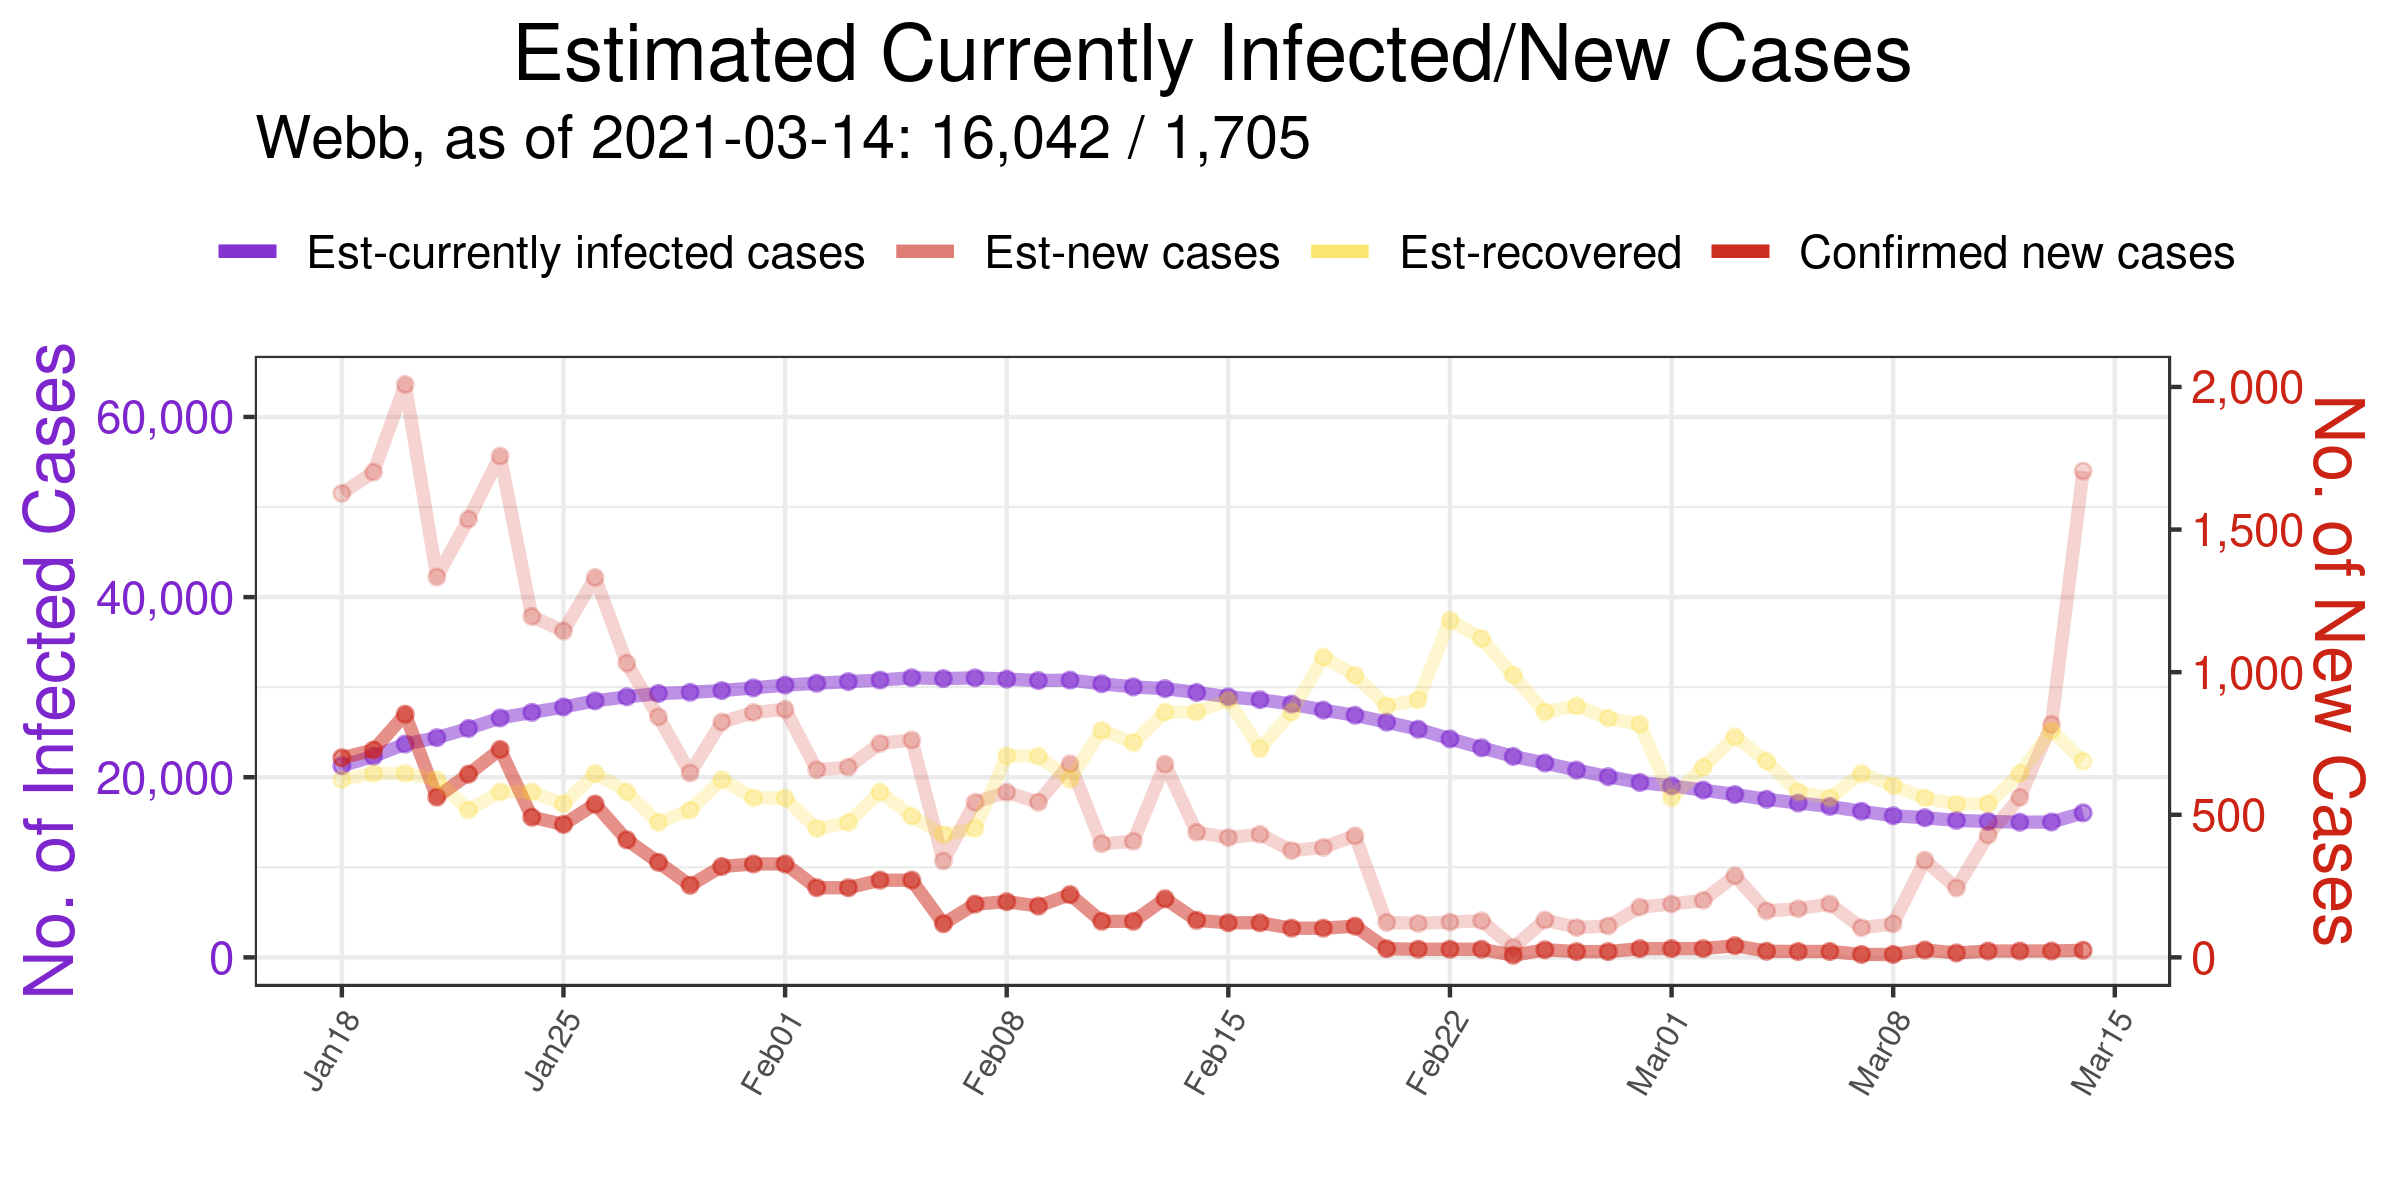 Estimated Currently Infected/New Cases
Webb, as of 2021-03-14: 16,042 / 1,705
Est-currently infected cases Est-new cases Est-recovered Confirmed new cases
No. of Infected Cases
60,000
40,000
20,000
0
2,000
1,500
1,000
500
0
No. of New Cases
Jan18 Jan25 Feb01 Feb08 Feb15 Feb22 Mar01 Mar08 Mar15